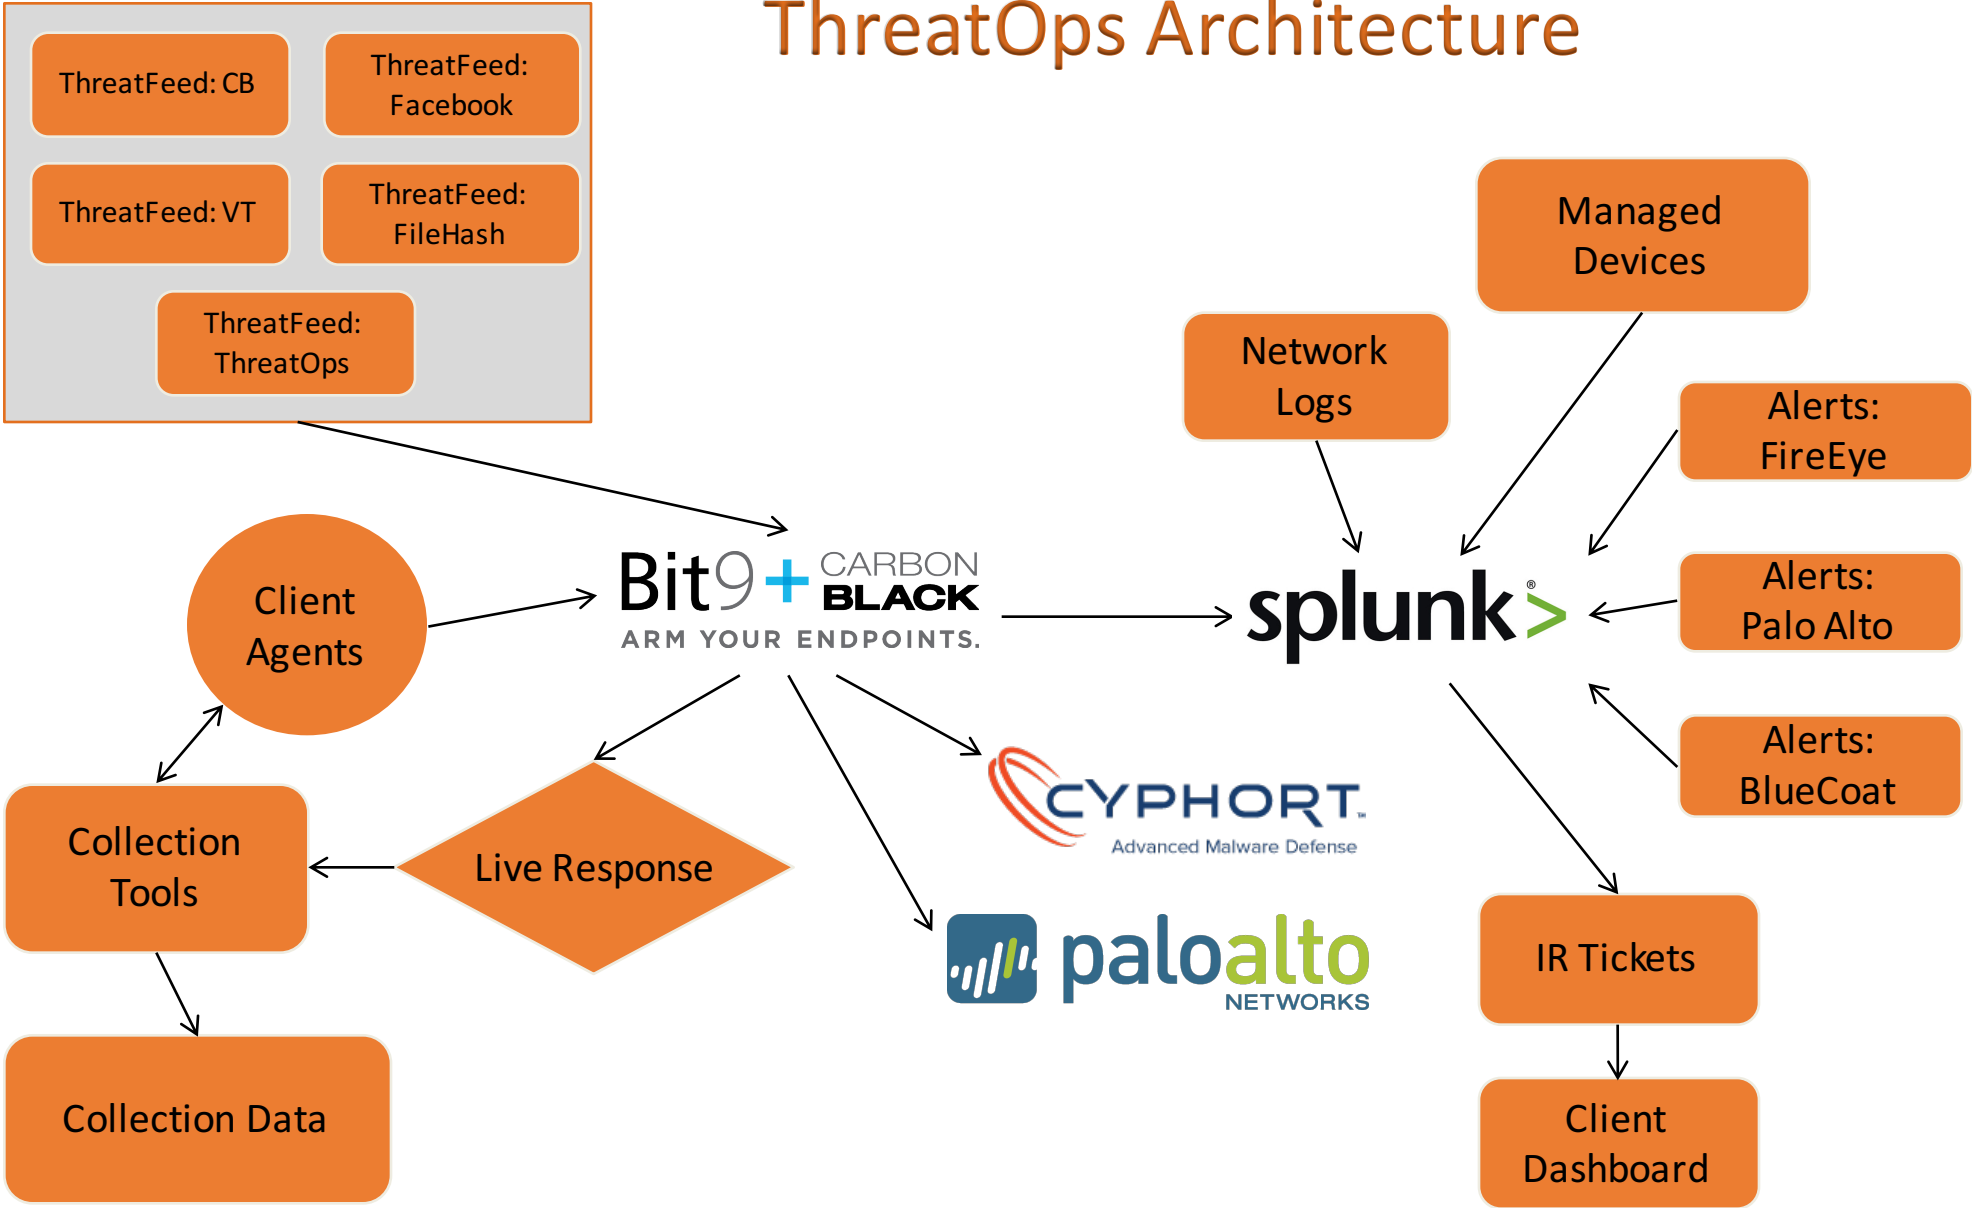 ThreatOps Architecture
ThreatFeed: CB
ThreatFeed:
Facebook
ThreatFeed: VT
ThreatFeed:
FileHash
ThreatFeed:
ThreatOps
Managed
Devices
Network
Logs
Alerts:
FireEye
Client
Agents
Bit9 + CARBON
BLACK
ARM YOUR ENDPOINTS.
splunk>®
Alerts:
Palo Alto
Alerts:
BlueCoat
Collection
Tools
Live Response
CYPHORT™
Advanced Malware Defense
paloalto
NETWORKS
IR Tickets
Collection Data
Client
Dashboard